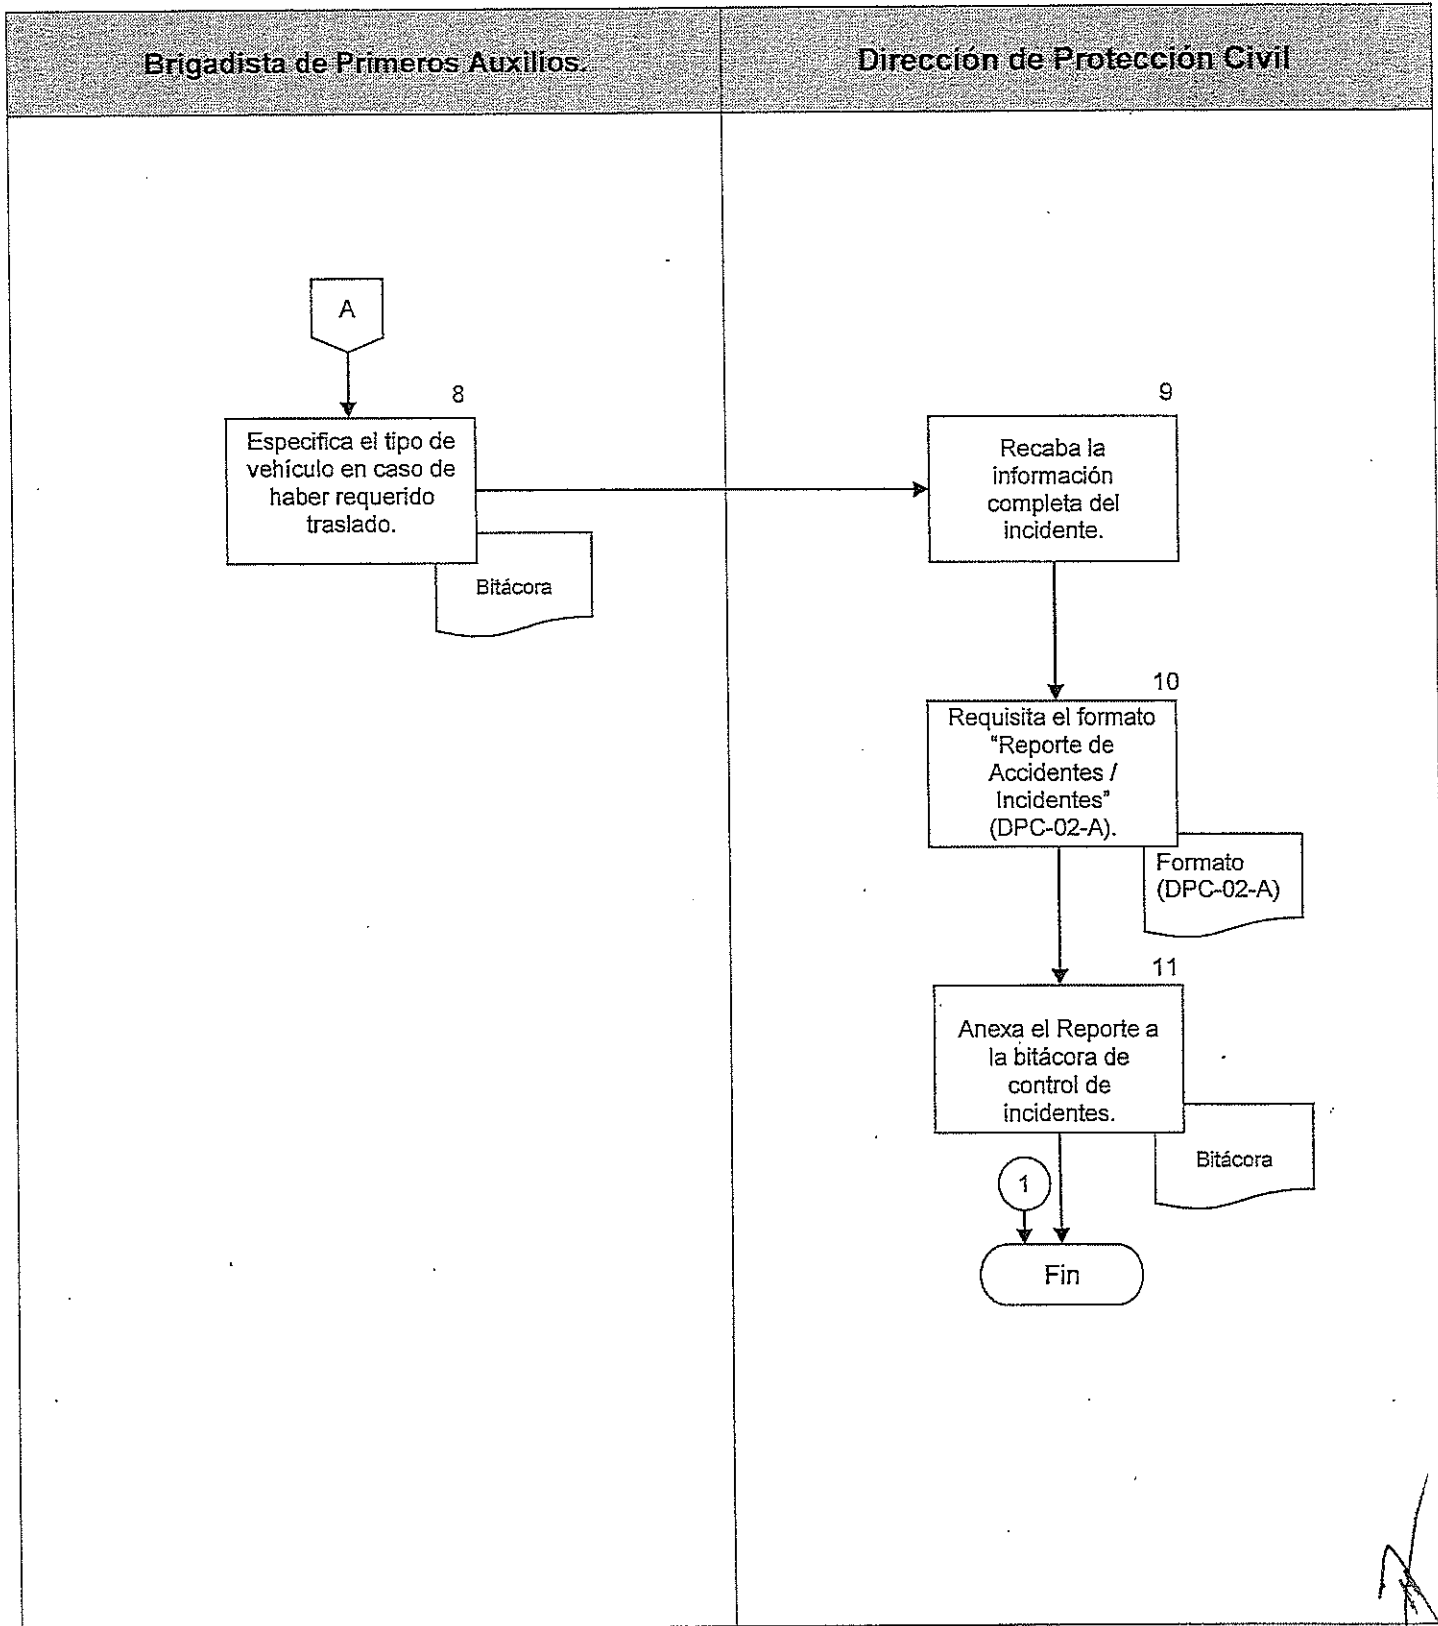 Brigadista de Primeros Auxilios.
Dirección de Protección Civil
A
8
Especifica el tipo de
vehículo en caso de
haber requerido
traslado.
Bitácora
9
Recaba la
información
completa del
incidente.
10
Requisita el formato
"Reporte de
Accidentes /
Incidentes"
(DPC-02-A).
Formato
(DPC-02-A)
11
Anexa el Reporte a
la bitácora de
control de
incidentes.
Bitácora
1
Fin